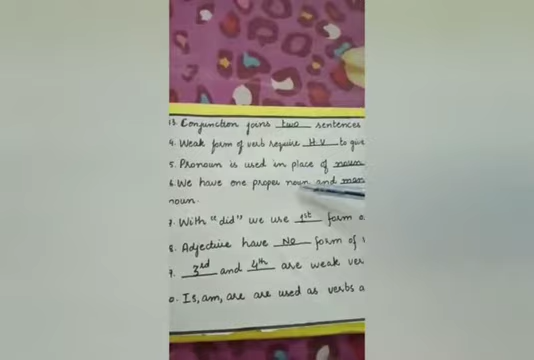 13. Conjunction joins two sentences
4. Weak form of verb require H.V to give
5. Pronoun is used in place of noun
6. We have one proper noun and man
noun.
7. With "did" we use 1st form
8. Adjective have No form of
9. 3rd and 4th are weak ver
0. Is, am, are are used as verbs a